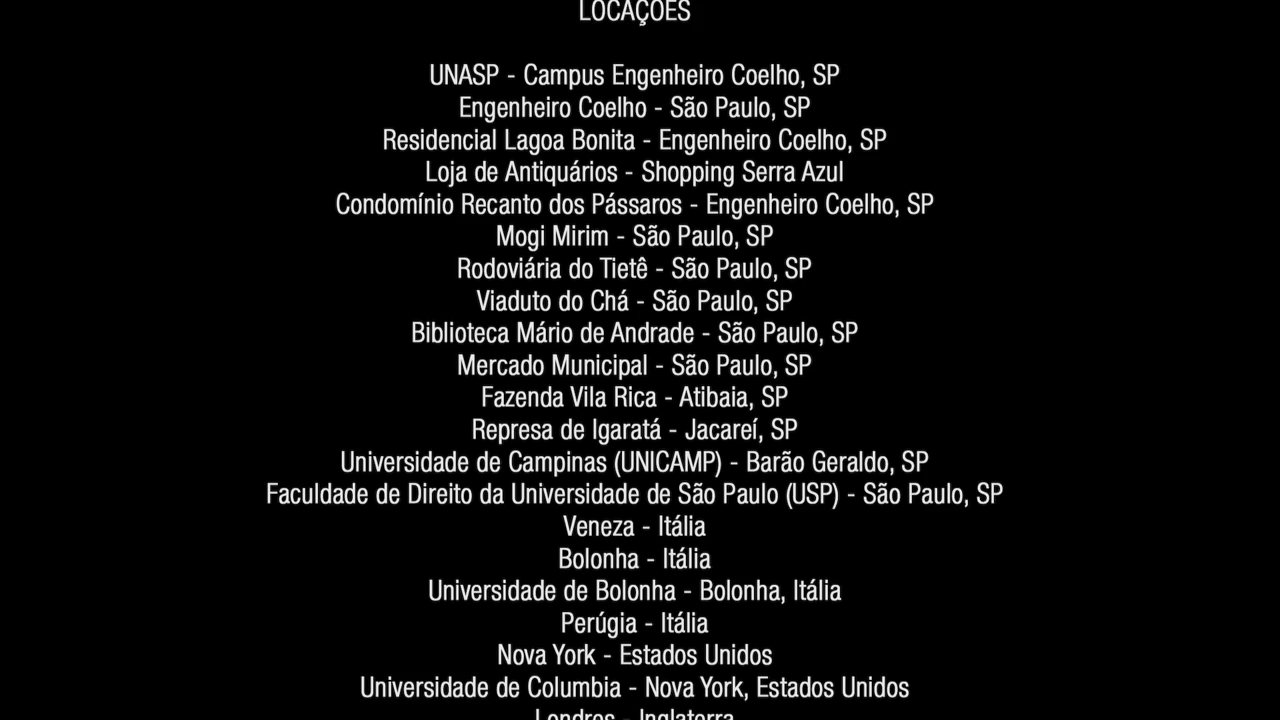 LOCAÇÕES
UNASP - Campus Engenheiro Coelho, SP
Engenheiro Coelho - São Paulo, SP
Residencial Lagoa Bonita - Engenheiro Coelho, SP
Loja de Antiquários - Shopping Serra Azul
Condomínio Recanto dos Pássaros - Engenheiro Coelho, SP
Mogi Mirim - São Paulo, SP
Rodoviária do Tietê - São Paulo, SP
Viaduto do Chá - São Paulo, SP
Biblioteca Mário de Andrade - São Paulo, SP
Mercado Municipal - São Paulo, SP
Fazenda Vila Rica - Atibaia, SP
Represa de Igaratá - Jacareí, SP
Universidade de Campinas (UNICAMP) - Barão Geraldo, SP
Faculdade de Direito da Universidade de São Paulo (USP) - São Paulo, SP
Veneza - Itália
Bolonha - Itália
Universidade de Bolonha - Bolonha, Itália
Perúgia - Itália
Nova York - Estados Unidos
Universidade de Columbia - Nova York, Estados Unidos
Londres - Inglaterra